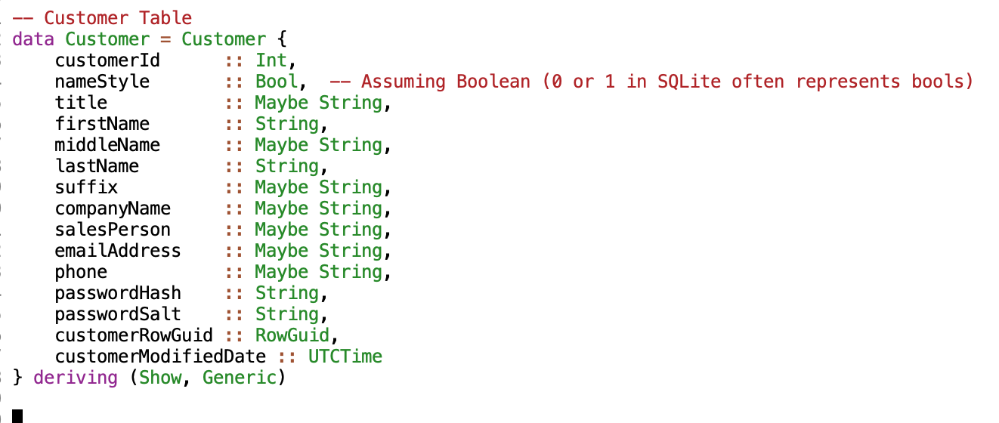 -- Customer Table
data Customer = Customer {
    customerId      :: Int,
    nameStyle       :: Bool,  -- Assuming Boolean (0 or 1 in SQLite often represents bools)
    title           :: Maybe String,
    firstName       :: String,
    middleName      :: Maybe String,
    lastName        :: String,
    suffix          :: Maybe String,
    companyName     :: Maybe String,
    salesPerson     :: Maybe String,
    emailAddress    :: Maybe String,
    phone           :: Maybe String,
    passwordHash    :: String,
    passwordSalt    :: String,
    customerRowGuid :: RowGuid,
    customerModifiedDate :: UTCTime
} deriving (Show, Generic)